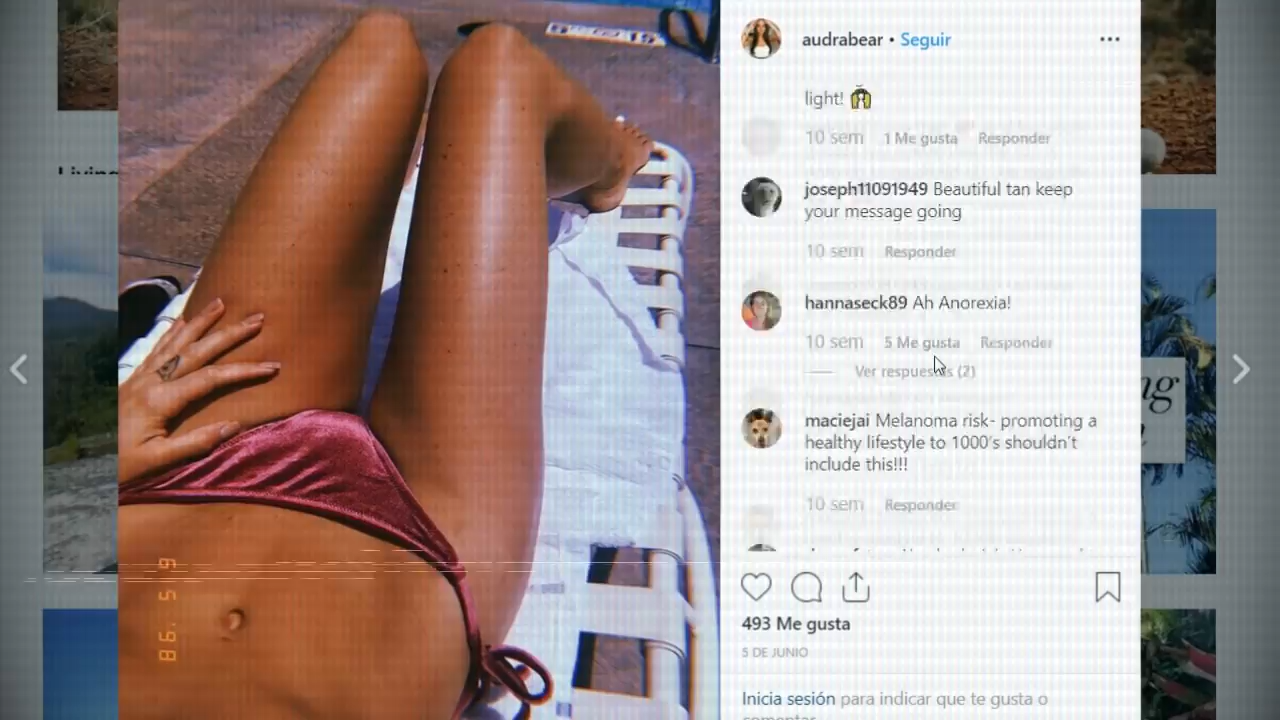 audrabear • Seguir
light!
10 sem 1 Me gusta Responder
joseph11091949 Beautiful tan keep
your message going
10 sem Responder
hannaseck89 Ah Anorexia!
10 sem 5 Me gusta Responder
Ver respuestas (2)
maciejai Melanoma risk- promoting a
healthy lifestyle to 1000's shouldn't
include this!!!
10 sem Responder
493 Me gusta
5 DE JUNIO
Inicia sesión para indicar que te gusta o
comentar
Living
ng